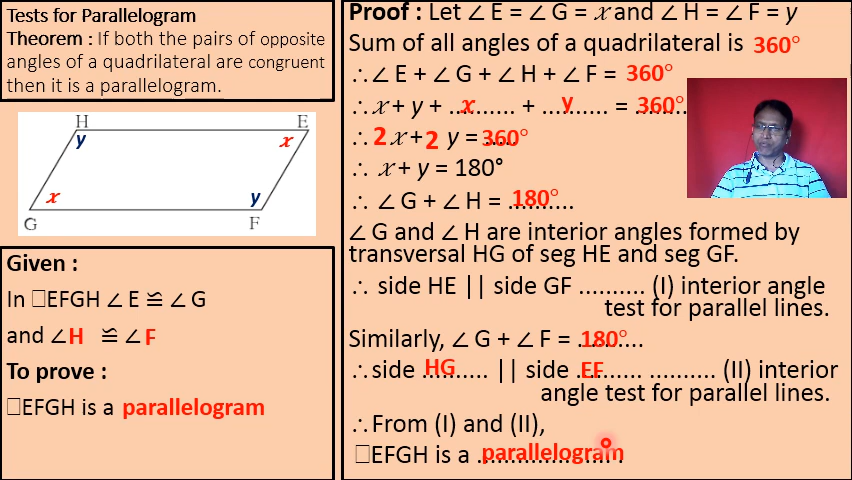 Tests for Parallelogram
Theorem : If both the pairs of opposite
angles of a quadrilateral are congruent
then it is a parallelogram.
H E
y x
x y
G F
Given :
In □EFGH ∠ E ≌ ∠ G
and ∠H ≌ ∠ F
To prove :
□EFGH is a parallelogram
Proof : Let ∠ E = ∠ G = x and ∠ H = ∠ F = y
Sum of all angles of a quadrilateral is 360°
∴∠ E + ∠ G + ∠ H + ∠ F = 360°
∴ x + y + ...x....... + ...y....... = 360°
∴ 2 x + 2 y = 360°
∴ x + y = 180°
∴ ∠ G + ∠ H = 180°
∠ G and ∠ H are interior angles formed by
transversal HG of seg HE and seg GF.
∴ side HE || side GF .......... (I) interior angle
test for parallel lines.
Similarly, ∠ G + ∠ F = 180°
∴ side HG || side EF .......... (II) interior
angle test for parallel lines.
∴ From (I) and (II),
□EFGH is a parallelogram .